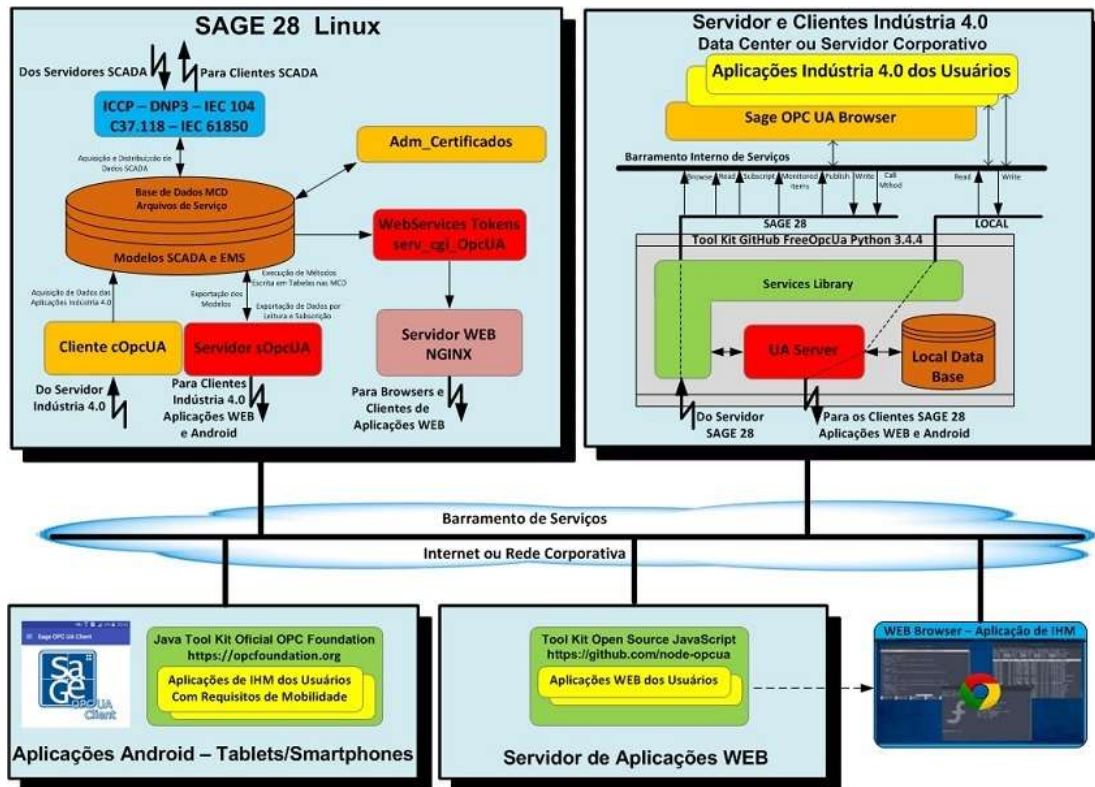 SAGE 28 Linux
Dos Servidores SCADA
Para Clientes SCADA
ICCP – DNP3 – IEC 104
C37.118 – IEC 61850
Aquisição e Distribuição de
Dados SCADA
Adm_Certificados
Base de Dados MCD
Arquivos de Serviço
Modelos SCADA e EMS
WebServices Tokens
serv_cgi_OpcUA
Aquisição de Dados das
Aplicações Indústria 4.0
Exportação dos
Modelos
Execução de Métodos
Escrita em Tabelas nas MCD
Exportação de Dados por
Leitura e Subscrição
Cliente cOpcUA
Servidor sOpcUA
Servidor WEB
NGINX
Do Servidor
Indústria 4.0
Para Clientes
Indústria 4.0
Aplicações WEB
e Android
Para Browsers e
Clientes de
Aplicações WEB
Servidor e Clientes Indústria 4.0
Data Center ou Servidor Corporativo
Aplicações Indústria 4.0 dos Usuários
Sage OPC UA Browser
Barramento Interno de Serviços
Browse
Read
Subscript
Monitored
Items
Publish
Write
Call
Mthod
Read
Write
SAGE 28
LOCAL
Tool Kit GitHub FreeOpcUa Python 3.4.4
Services Library
UA Server
Local Data
Base
Do Servidor
SAGE 28
Para os Clientes SAGE 28
Aplicações WEB e Android
Barramento de Serviços
Internet ou Rede Corporativa
Sage OPC UA Client
SaGe
OPC UA
Client
Java Tool Kit Oficial OPC Foundation
https://opcfoundation.org
Aplicações de IHM dos Usuários
Com Requisitos de Mobilidade
Aplicações Android – Tablets/Smartphones
Tool Kit Open Source JavaScript
https://github.com/node-opcua
Aplicações WEB dos Usuários
Servidor de Aplicações WEB
WEB Browser – Aplicação de IHM